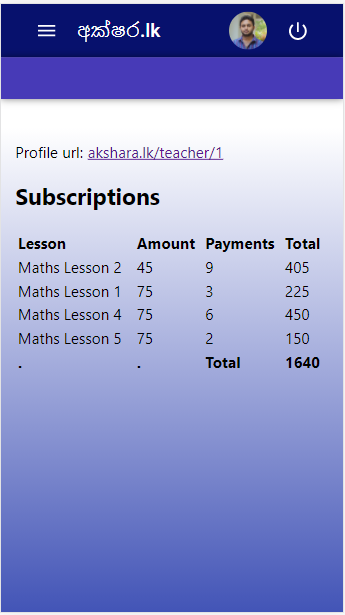 අක්ෂර.lk
Profile url: akshara.lk/teacher/1
Subscriptions
Lesson Amount Payments Total
Maths Lesson 2 45 9 405
Maths Lesson 1 75 3 225
Maths Lesson 4 75 6 450
Maths Lesson 5 75 2 150
. . Total 1640